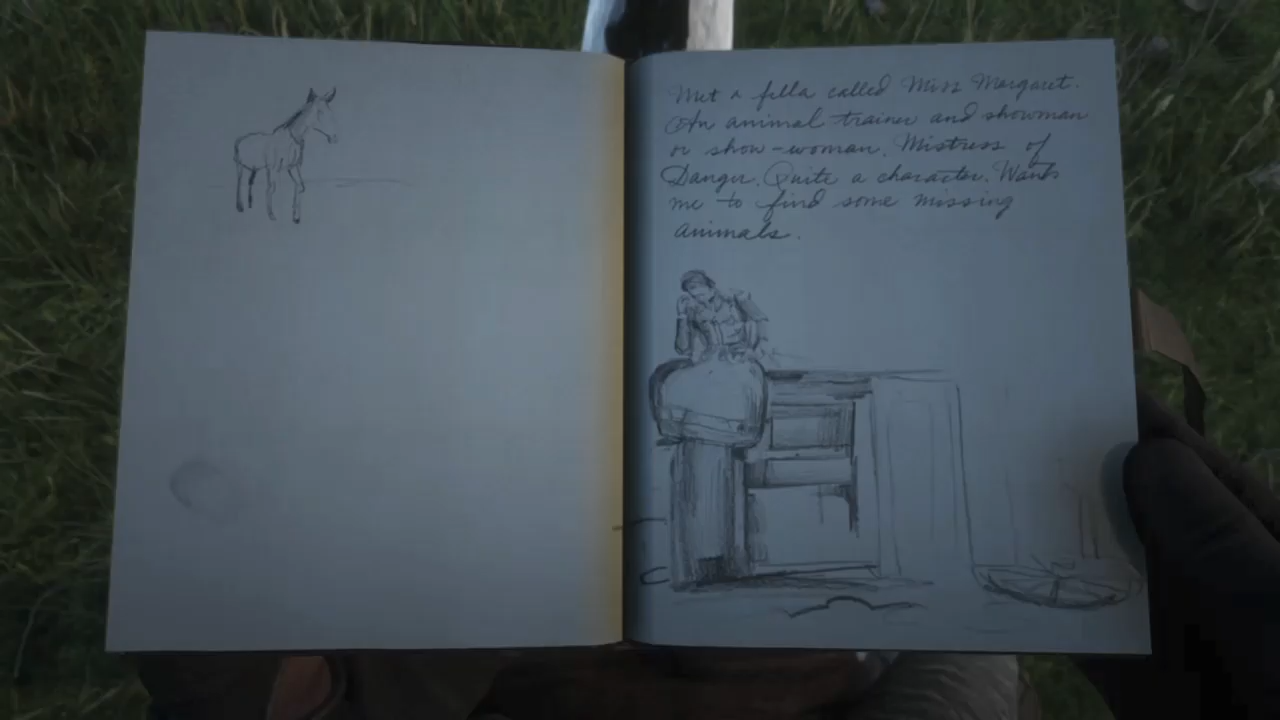 Met a fella called Miss Margaret.
An animal trainer and showman
or show-woman. Mistress of
Danger. Quite a character. Wants
me to find some missing
animals.